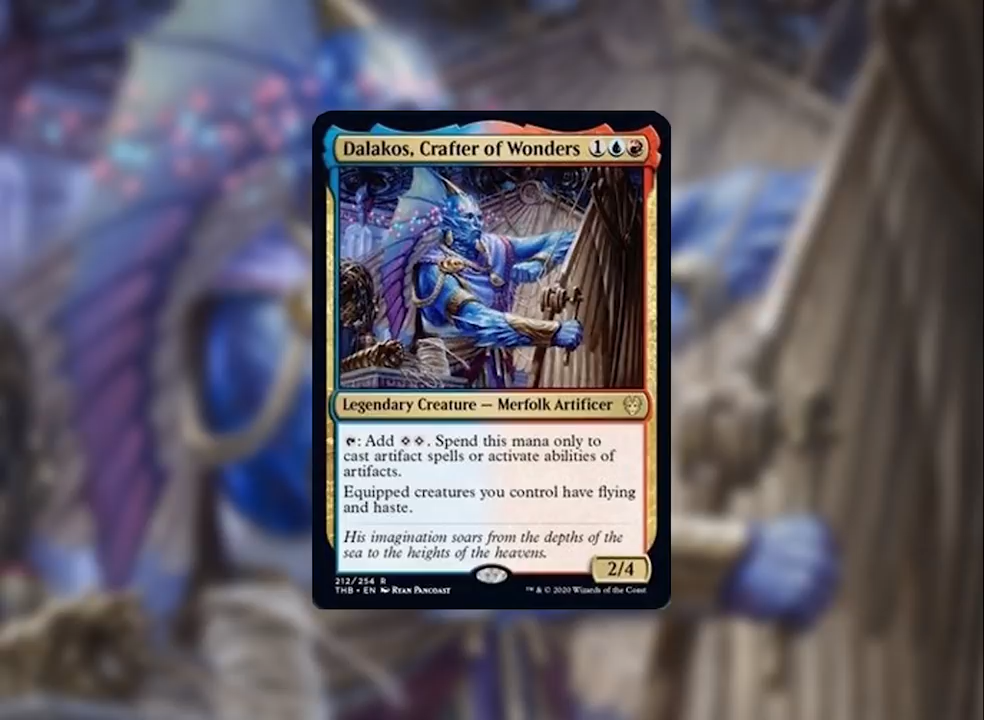 Dalakos, Crafter of Wonders 1
Legendary Creature — Merfolk Artificer
: Add . Spend this mana only to
cast artifact spells or activate abilities of
artifacts.
Equipped creatures you control have flying
and haste.
His imagination soars from the depths of the
sea to the heights of the heavens.
2/4
212/254 R
THB • EN RYAN PANCOAST
™ & © 2020 Wizards of the Coast